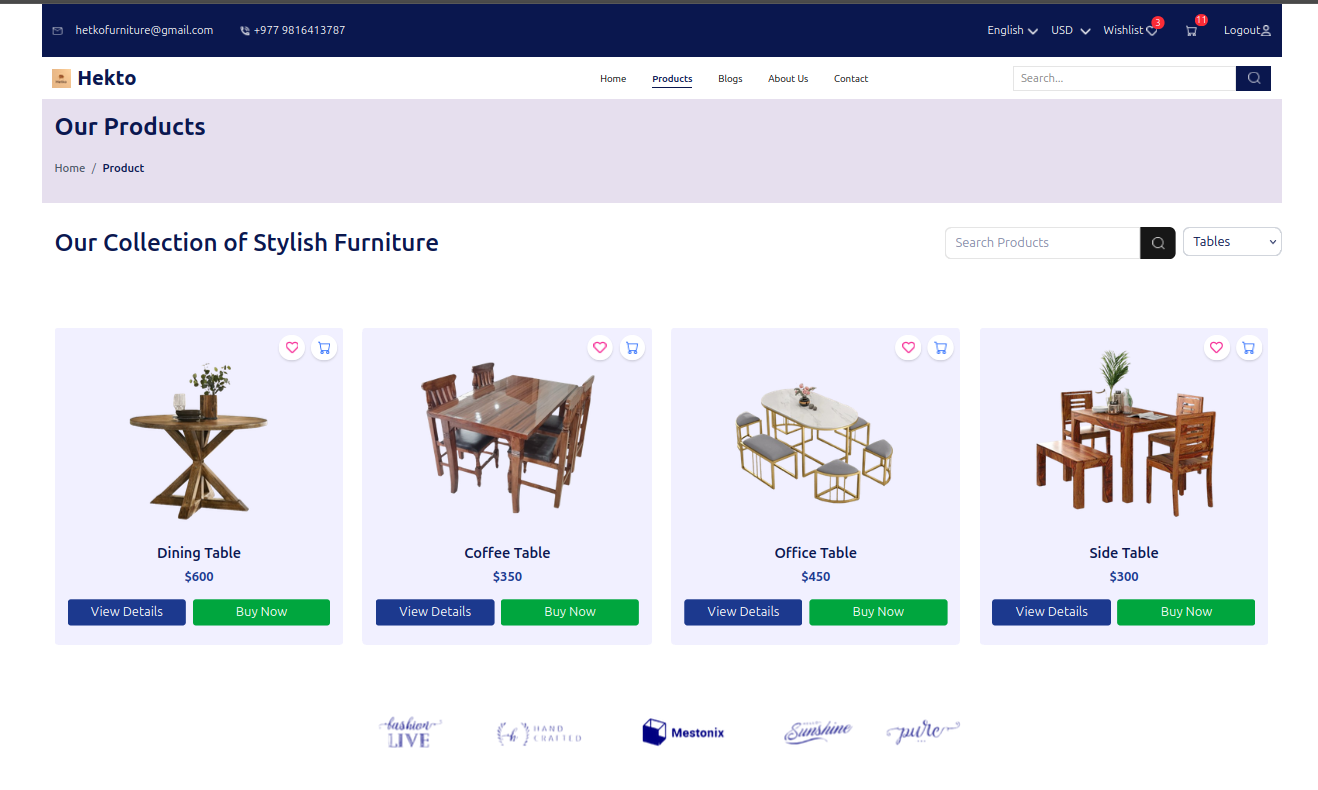 hetkofurniture@gmail.com +977 9816413787 English USD Wishlist 3 11 Logout
Hekto Home Products Blogs About Us Contact Search...
Our Products
Home / Product
Our Collection of Stylish Furniture Search Products Tables
Dining Table Coffee Table Office Table Side Table
$600 $350 $450 $300
View Details Buy Now View Details Buy Now View Details Buy Now View Details Buy Now
fashion LIVE h HAND CRAFTED Mestonix Sunshine pure